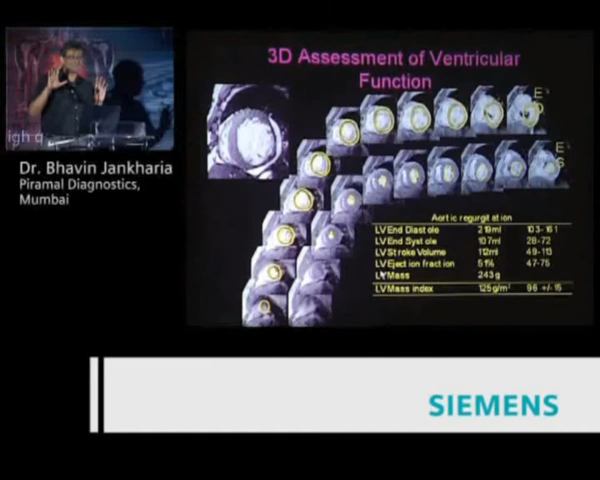 3D Assessment of Ventricular
Function
Dr. Bhavin Jankharia
Piramal Diagnostics,
Mumbai
Aortic regurgitation
LV End Diastole 219ml 103-161
LV End Systole 107ml 28-72
LV Stroke Volume 112ml 49-113
LV Ejection fraction 51% 47-75
LV Mass 243g
LV Mass index 125g/m² 96 +/- 15
SIEMENS